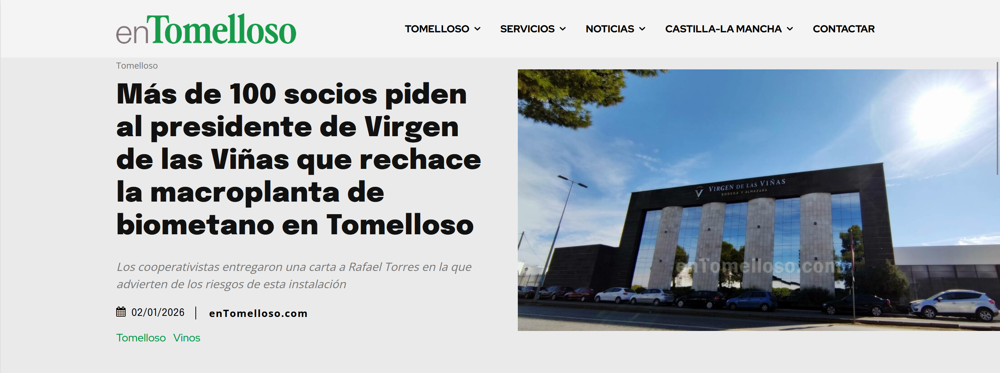 enTomelloso
TOMELLOSO SERVICIOS NOTICIAS CASTILLA-LA MANCHA CONTACTAR
Tomelloso
Más de 100 socios piden
al presidente de Virgen
de las Viñas que rechace
la macroplanta de
biometano en Tomelloso
Los cooperativistas entregaron una carta a Rafael Torres en la que
advierten de los riesgos de esta instalación
02/01/2026 | enTomelloso.com
Tomelloso Vinos
VIRGEN DE LAS VIÑAS
BODEGA Y ALMAZARA
enTomelloso.com